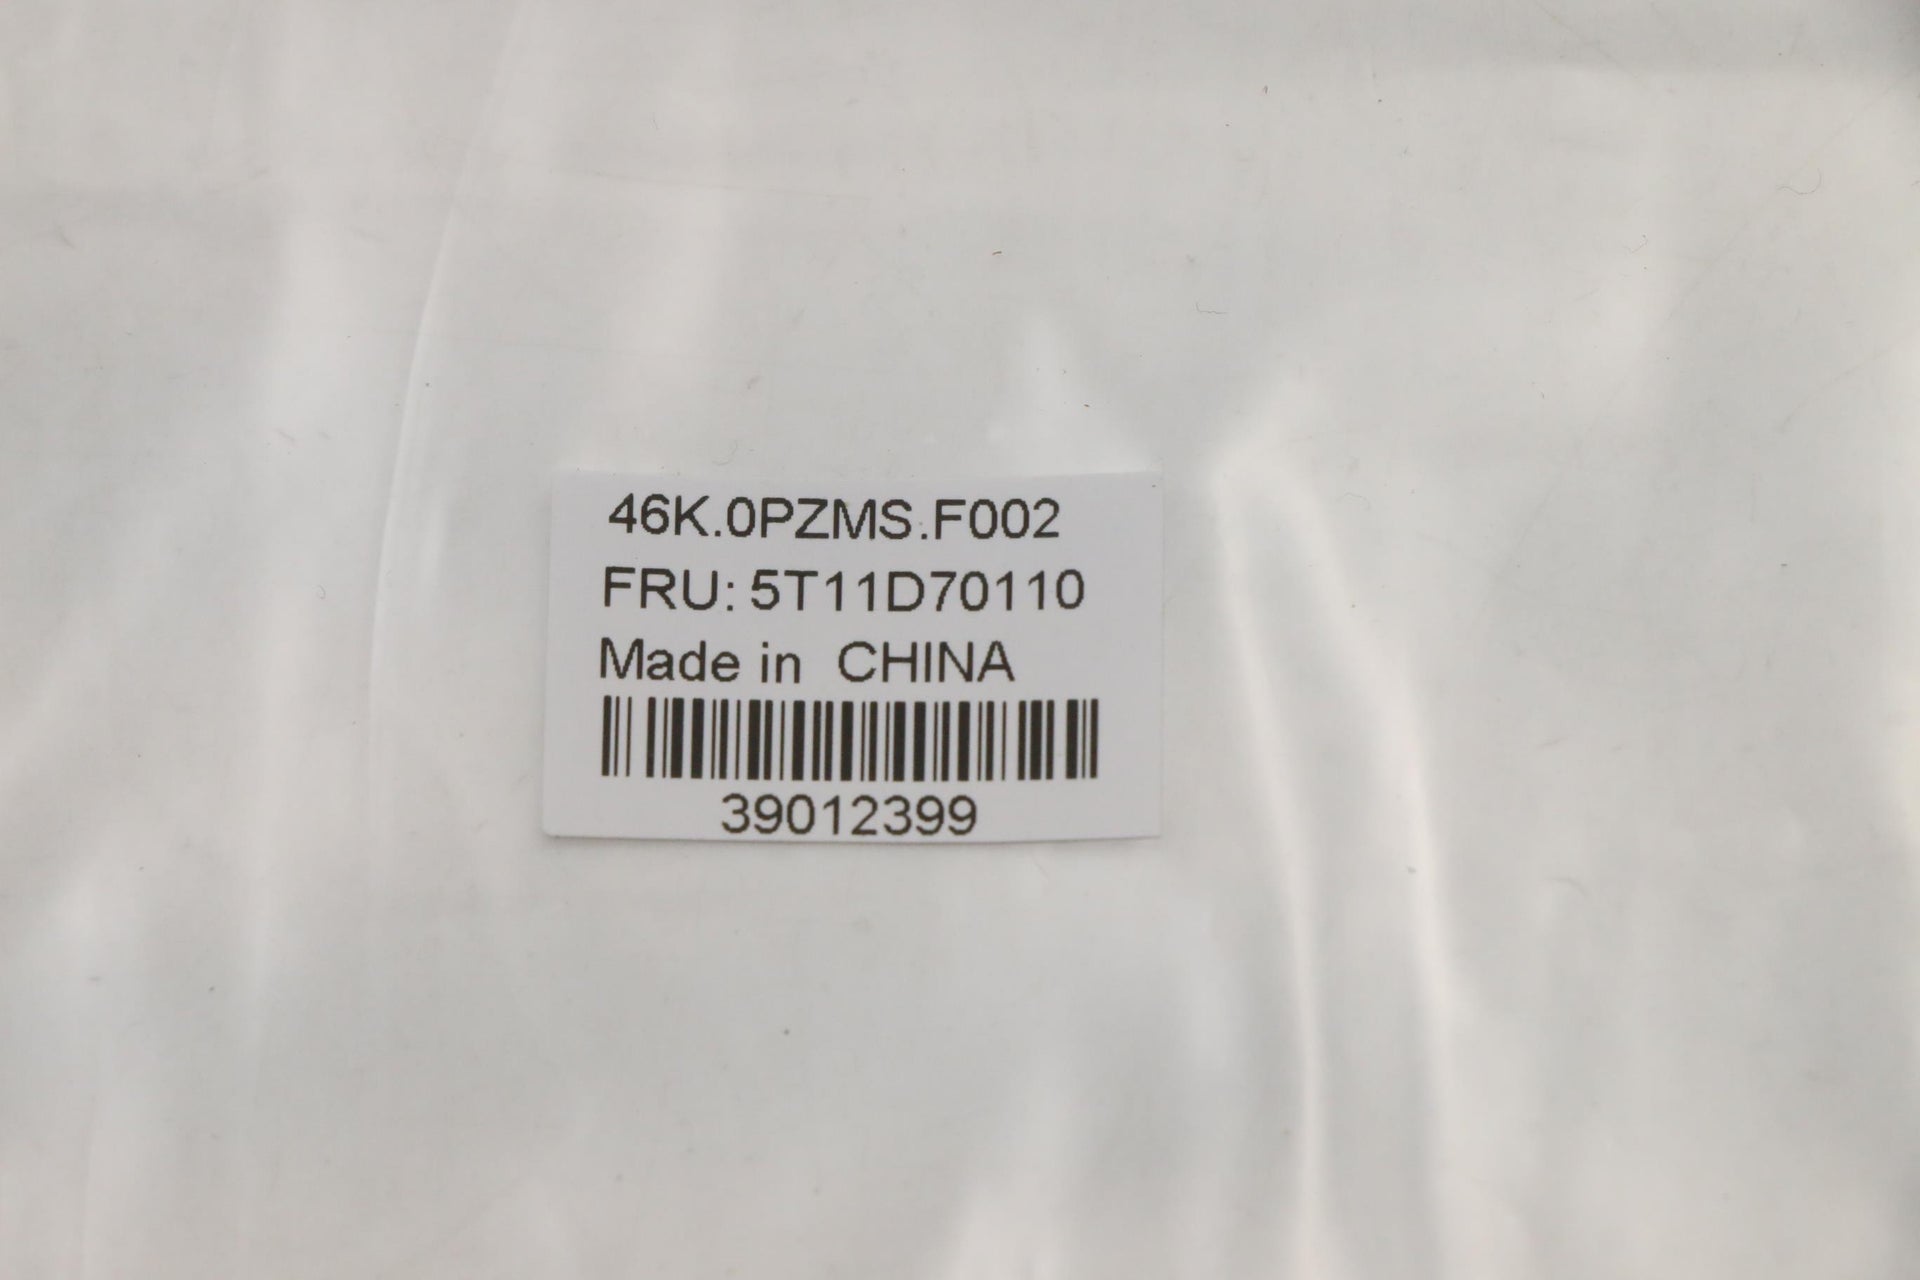 46K.0PZMS.F002
FRU: 5T11D70110
Made in CHINA
39012399